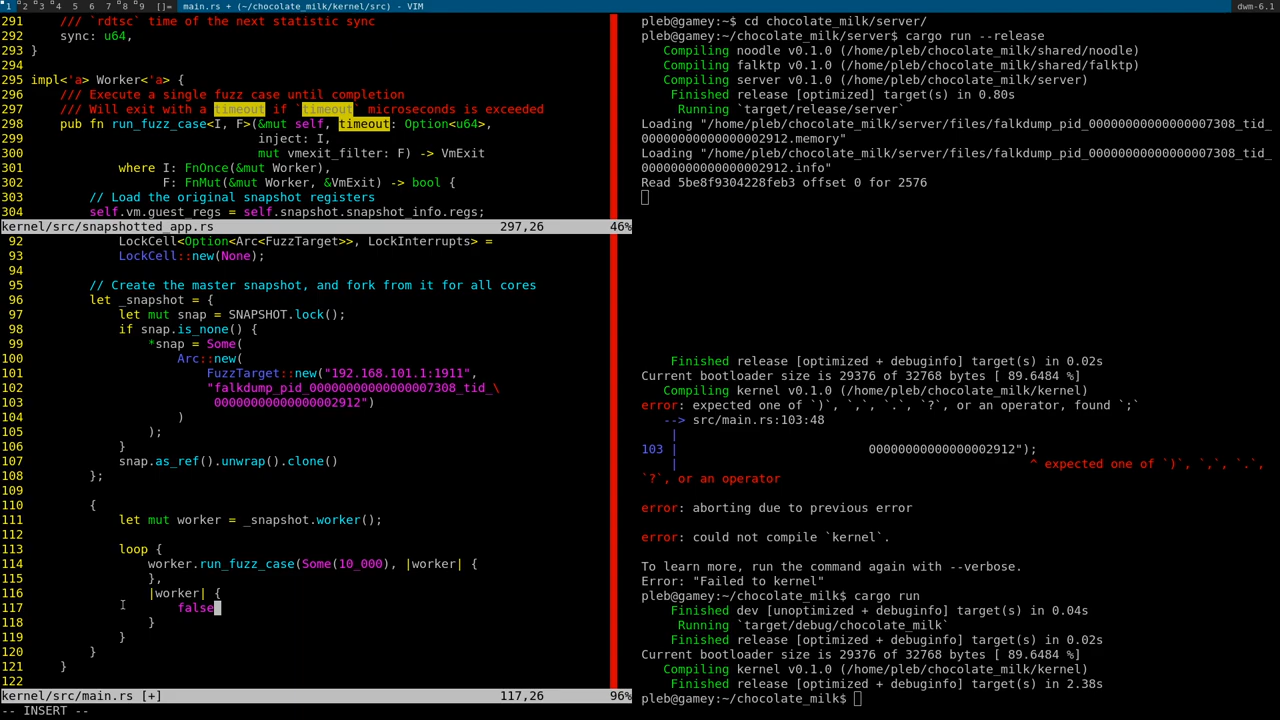 1 2 3 4 5 6 7 8 9 []= main.rs + (~/chocolate_milk/kernel/src) - VIM dwm-6.1
291     /// `rdtsc` time of the next statistic sync
292     sync: u64,
293 }
294
295 impl<'a> Worker<'a> {
296     /// Execute a single fuzz case until completion
297     /// Will exit with a timeout if `timeout` microseconds is exceeded
298     pub fn run_fuzz_case<I, F>(&mut self, timeout: Option<u64>,
299                               inject: I,
300                               mut vmexit_filter: F) -> VmExit
301             where I: FnOnce(&mut Worker),
302                   F: FnMut(&mut Worker, &VmExit) -> bool {
303         // Load the original snapshot registers
304         self.vm.guest_regs = self.snapshot.snapshot_info.regs;
kernel/src/snapshotted_app.rs 297,26 46%
92             LockCell<Option<Arc<FuzzTarget>>, LockInterrupts> =
93             LockCell::new(None);
94
95         // Create the master snapshot, and fork from it for all cores
96         let _snapshot = {
97             let mut snap = SNAPSHOT.lock();
98             if snap.is_none() {
99                 *snap = Some(
100                     Arc::new(
101                         FuzzTarget::new("192.168.101.1:1911",
102                         "falkdump_pid_00000000000000007308_tid_\
103                          00000000000000002912")
104                     )
105                 );
106             }
107             snap.as_ref().unwrap().clone()
108         };
109
110         {
111             let mut worker = _snapshot.worker();
112
113             loop {
114                 worker.run_fuzz_case(Some(10_000), |worker| {
115                 },
116                 |worker| {
117                     false
118                 }
119             }
120         }
121     }
122
kernel/src/main.rs [+] 117,26 96%
-- INSERT --
pleb@gamey:~$ cd chocolate_milk/server/
pleb@gamey:~/chocolate_milk/server$ cargo run --release
   Compiling noodle v0.1.0 (/home/pleb/chocolate_milk/shared/noodle)
   Compiling falktp v0.1.0 (/home/pleb/chocolate_milk/shared/falktp)
   Compiling server v0.1.0 (/home/pleb/chocolate_milk/server)
    Finished release [optimized] target(s) in 0.80s
     Running `target/release/server`
Loading "/home/pleb/chocolate_milk/server/files/falkdump_pid_00000000000000007308_tid_
00000000000000002912.memory"
Loading "/home/pleb/chocolate_milk/server/files/falkdump_pid_00000000000000007308_tid_
00000000000000002912.info"
Read 5be8f9304228feb3 offset 0 for 2576
    Finished release [optimized + debuginfo] target(s) in 0.02s
Current bootloader size is 29376 of 32768 bytes [ 89.6484 %]
   Compiling kernel v0.1.0 (/home/pleb/chocolate_milk/kernel)
error: expected one of `)`, `,`, `.`, `?`, or an operator, found `;`
   --> src/main.rs:103:48
    |
103 |                          00000000000000002912");
    |                                                ^ expected one of `)`, `,`, `.`,
`?`, or an operator
error: aborting due to previous error
error: could not compile `kernel`.
To learn more, run the command again with --verbose.
Error: "Failed to kernel"
pleb@gamey:~/chocolate_milk$ cargo run
    Finished dev [unoptimized + debuginfo] target(s) in 0.04s
     Running `target/debug/chocolate_milk`
    Finished release [optimized + debuginfo] target(s) in 0.02s
Current bootloader size is 29376 of 32768 bytes [ 89.6484 %]
   Compiling kernel v0.1.0 (/home/pleb/chocolate_milk/kernel)
    Finished release [optimized + debuginfo] target(s) in 2.38s
pleb@gamey:~/chocolate_milk$